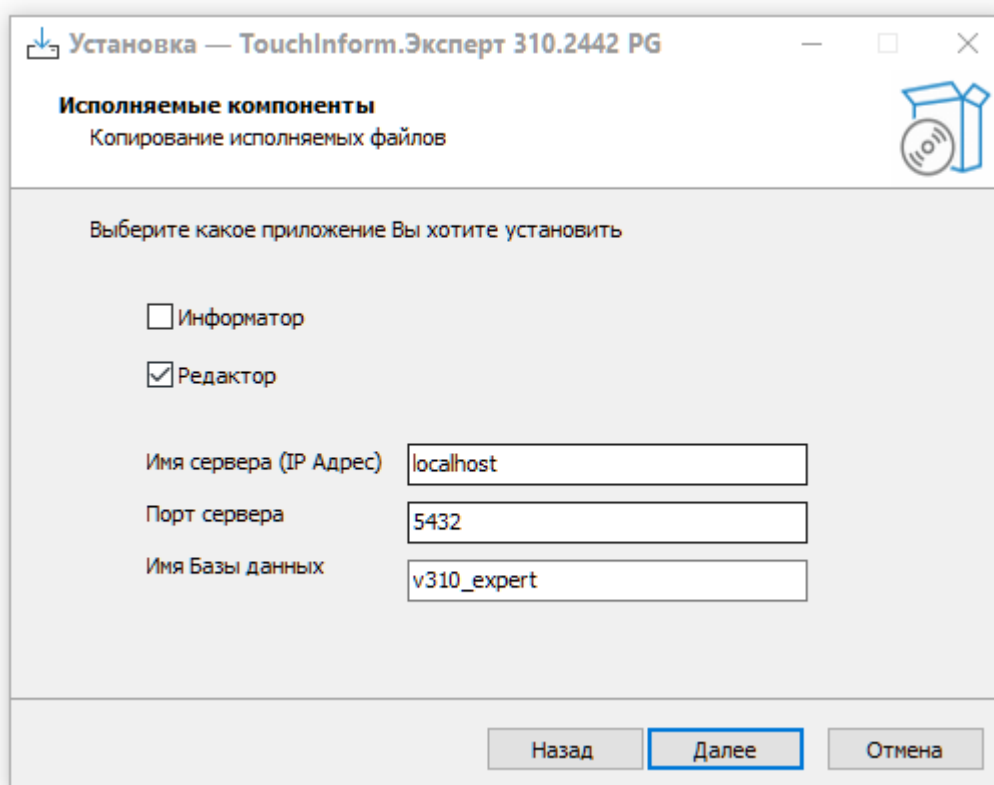 Установка — TouchInform.Эксперт 310.2442 PG
Исполняемые компоненты
Копирование исполняемых файлов
Выберите какое приложение Вы хотите установить
Информатор
Редактор
Имя сервера (IP Адрес) localhost
Порт сервера 5432
Имя Базы данных v310_expert
Назад Далее Отмена